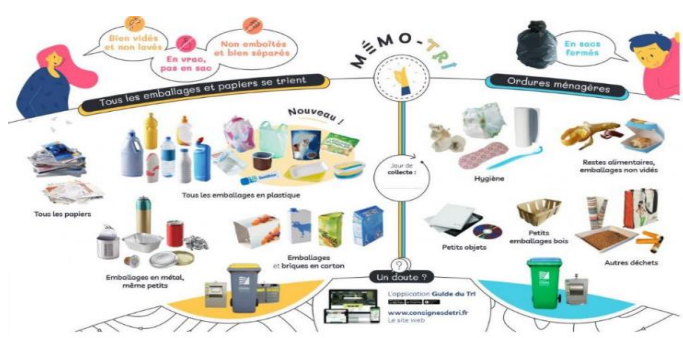 Bien vidés
et non lavés
En vrac,
pas en sac
Non emboîtés
et bien séparés
MÉMO-TRI
En sacs
fermés
Tous les emballages et papiers se trient
Ordures ménagères
Nouveau !
Jour de
collecte :
Tous les papiers
Tous les emballages en plastique
Hygiène
Restes alimentaires,
emballages non vidés
Emballages en métal,
même petits
Emballages
et briques en carton
Petits objets
Petits
emballages bois
Autres déchets
Un doute ?
L'application Guide du Tri
www.consignesdetri.fr
Le site web